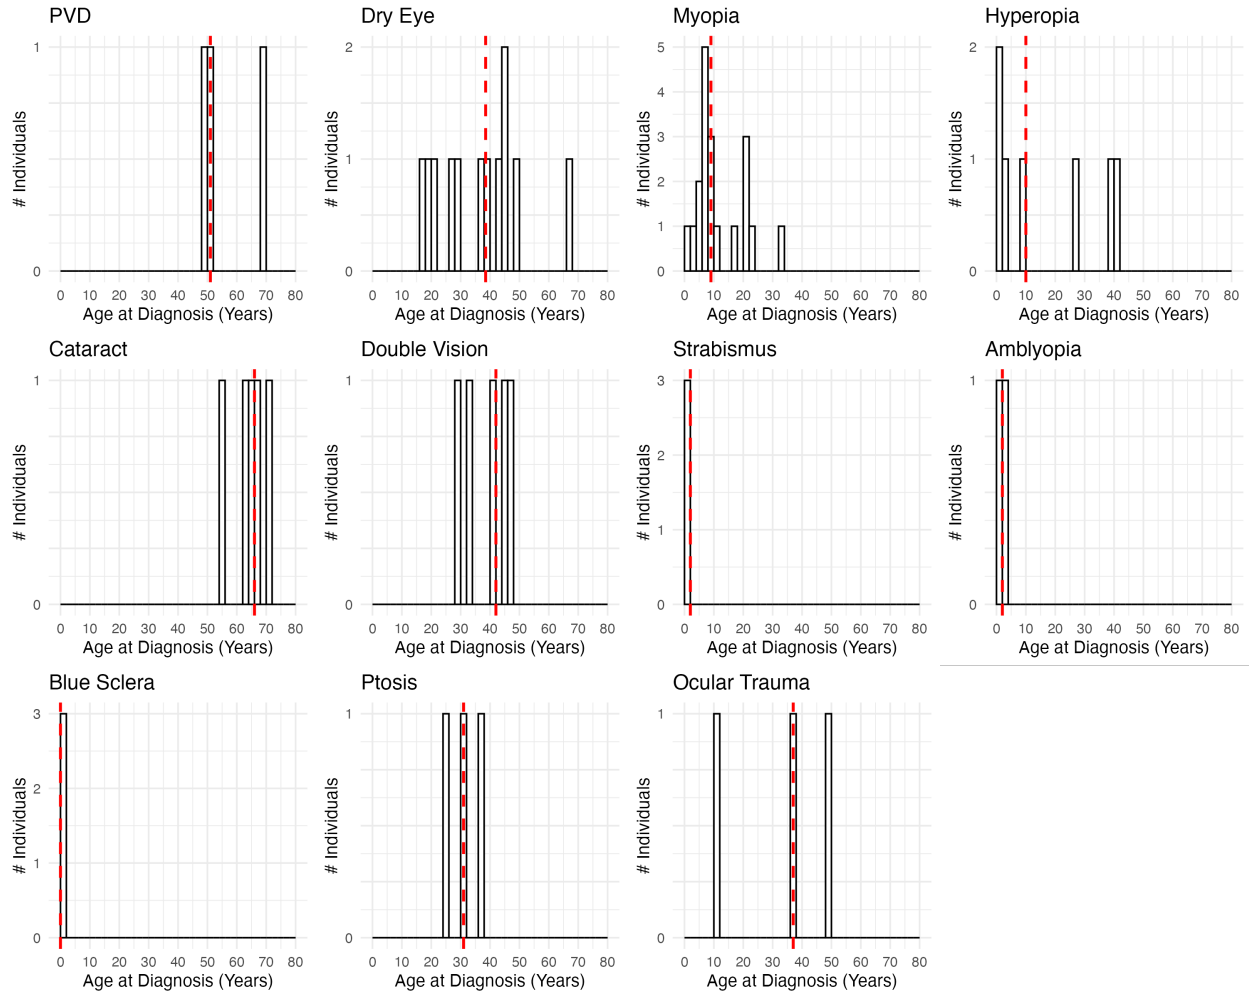 PVD
1
0
# Individuals
0 10 20 30 40 50 60 70 80
Age at Diagnosis (Years)
Dry Eye
2
1
0
# Individuals
0 10 20 30 40 50 60 70 80
Age at Diagnosis (Years)
Myopia
5
4
3
2
1
0
# Individuals
0 10 20 30 40 50 60 70 80
Age at Diagnosis (Years)
Hyperopia
2
1
0
# Individuals
0 10 20 30 40 50 60 70 80
Age at Diagnosis (Years)
Cataract
1
0
# Individuals
0 10 20 30 40 50 60 70 80
Age at Diagnosis (Years)
Double Vision
1
0
# Individuals
0 10 20 30 40 50 60 70 80
Age at Diagnosis (Years)
Strabismus
3
2
1
0
# Individuals
0 10 20 30 40 50 60 70 80
Age at Diagnosis (Years)
Amblyopia
1
0
# Individuals
0 10 20 30 40 50 60 70 80
Age at Diagnosis (Years)
Blue Sclera
3
2
1
0
# Individuals
0 10 20 30 40 50 60 70 80
Age at Diagnosis (Years)
Ptosis
1
0
# Individuals
0 10 20 30 40 50 60 70 80
Age at Diagnosis (Years)
Ocular Trauma
1
0
# Individuals
0 10 20 30 40 50 60 70 80
Age at Diagnosis (Years)